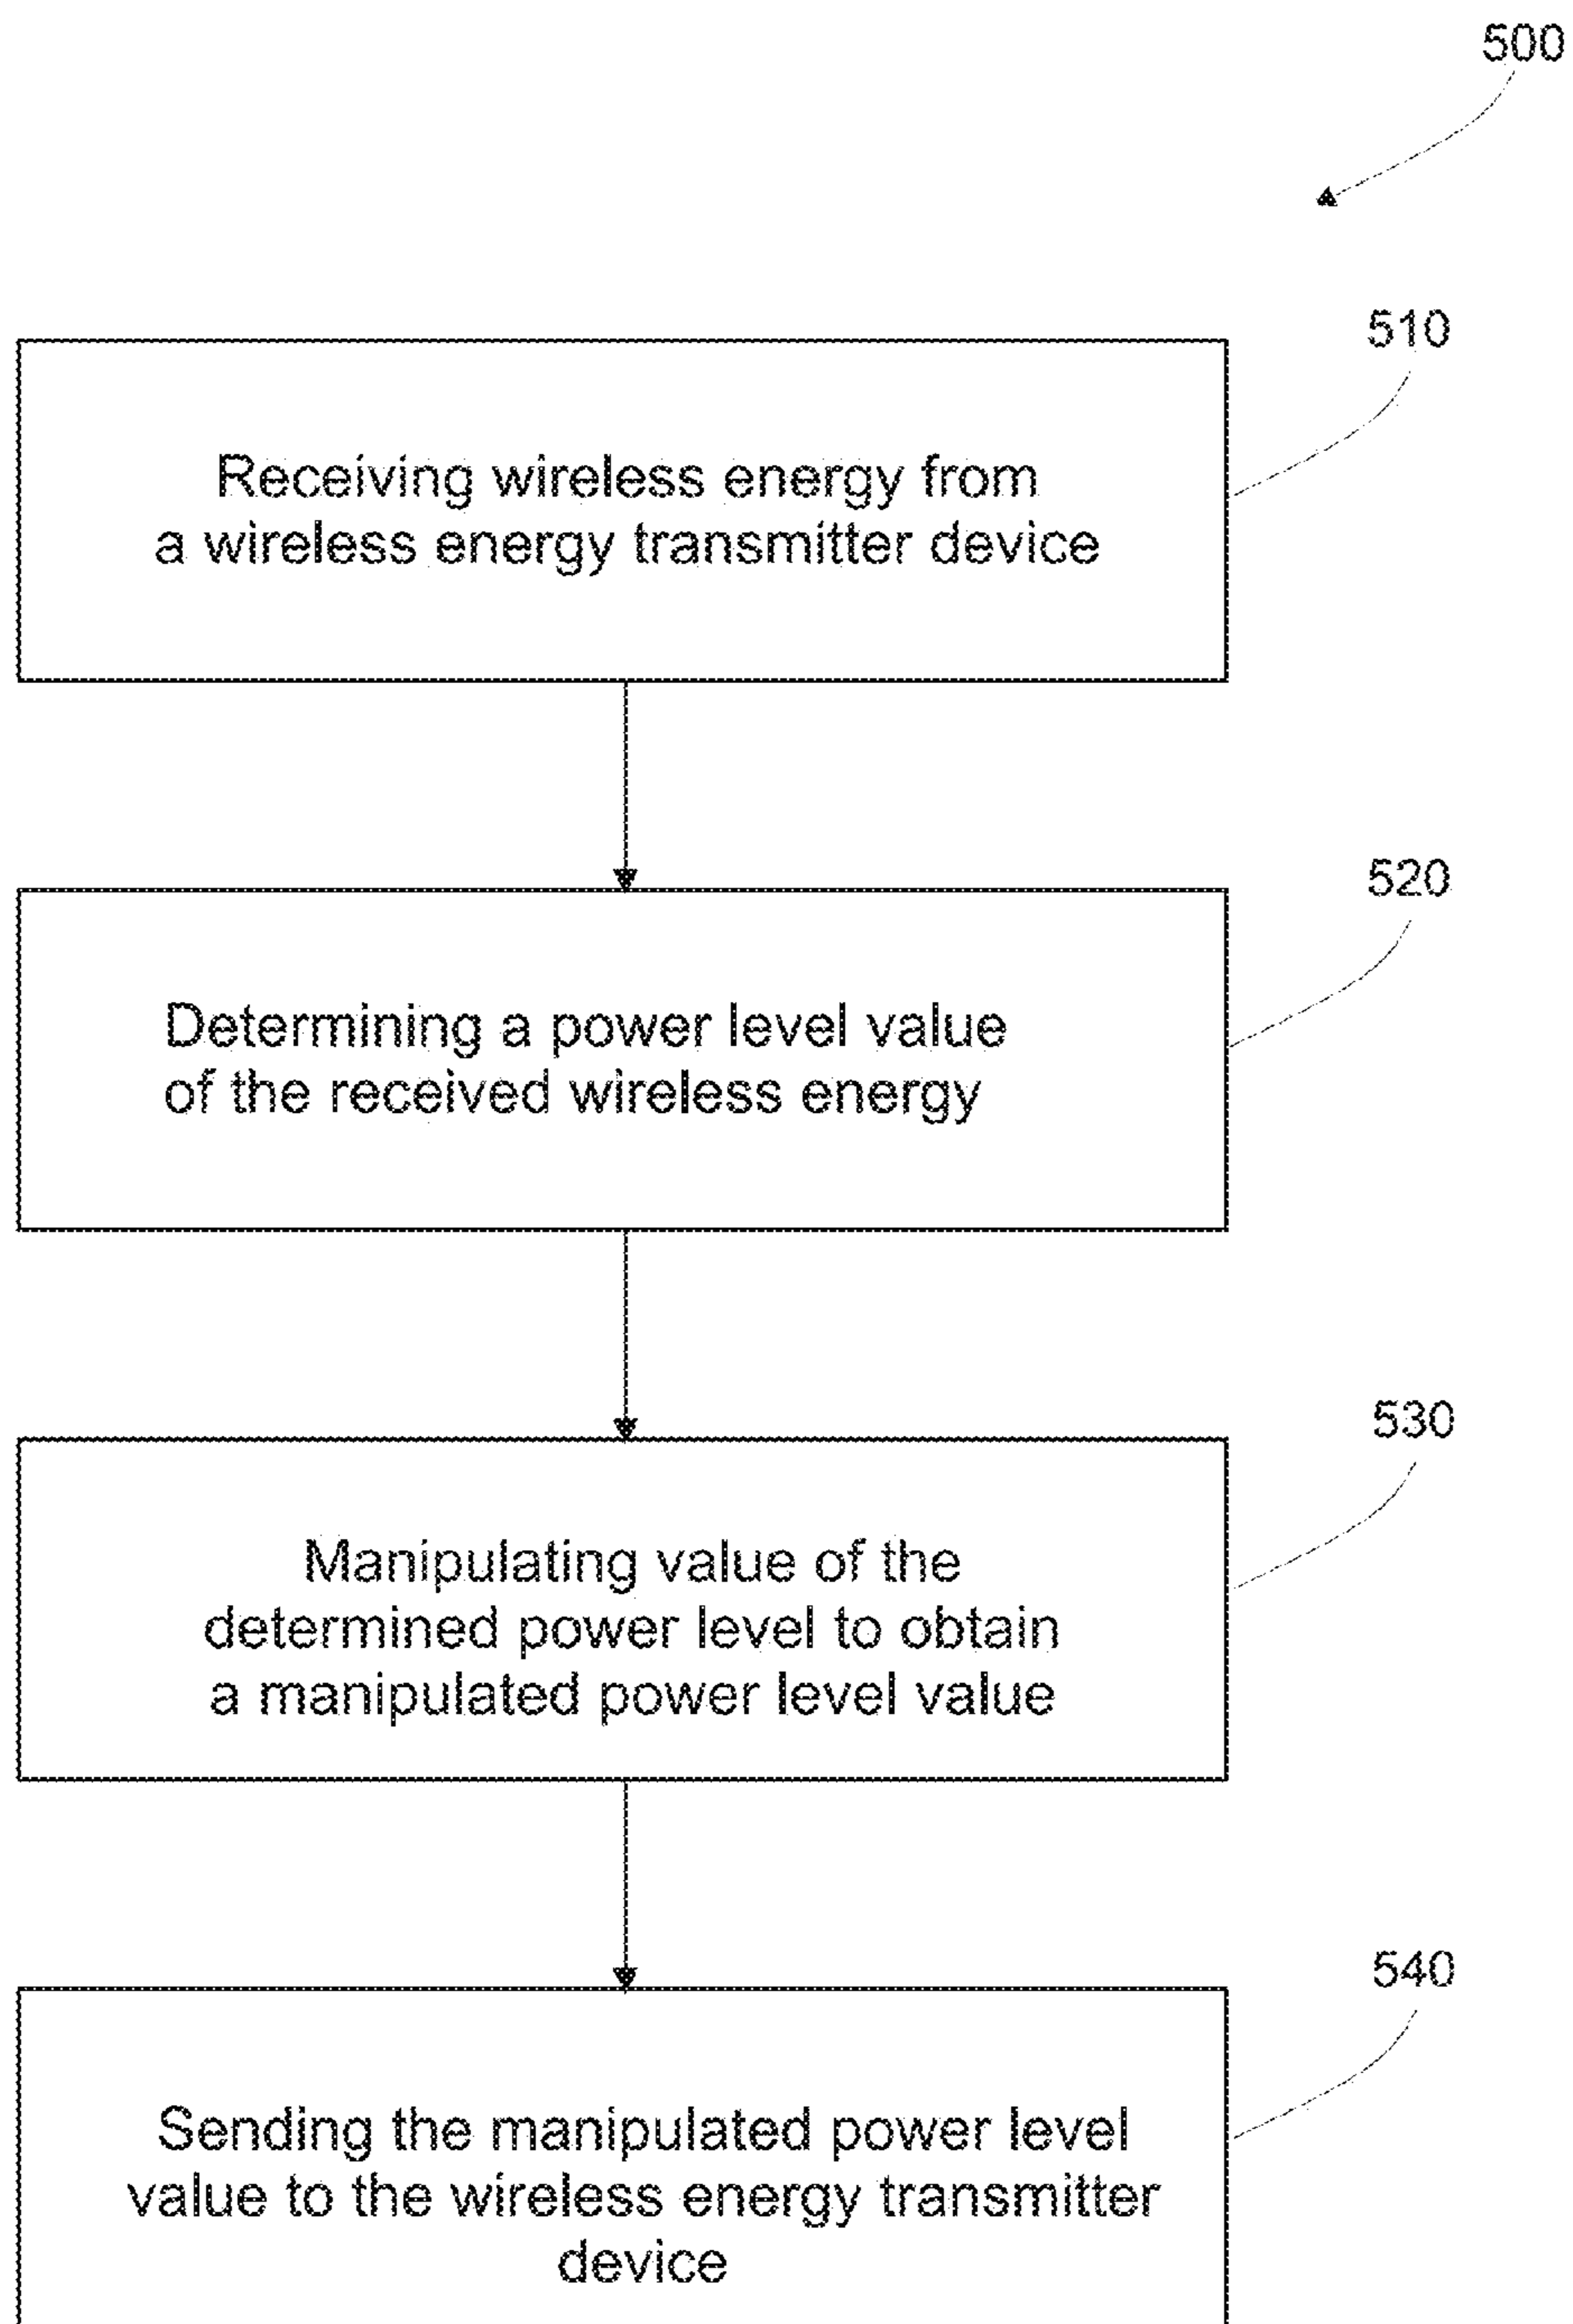 500
510
Receiving wireless energy from
a wireless energy transmitter device
520
Determining a power level value
of the received wireless energy
530
Manipulating value of the
determined power level to obtain
a manipulated power level value
540
Sending the manipulated power level
value to the wireless energy transmitter
device